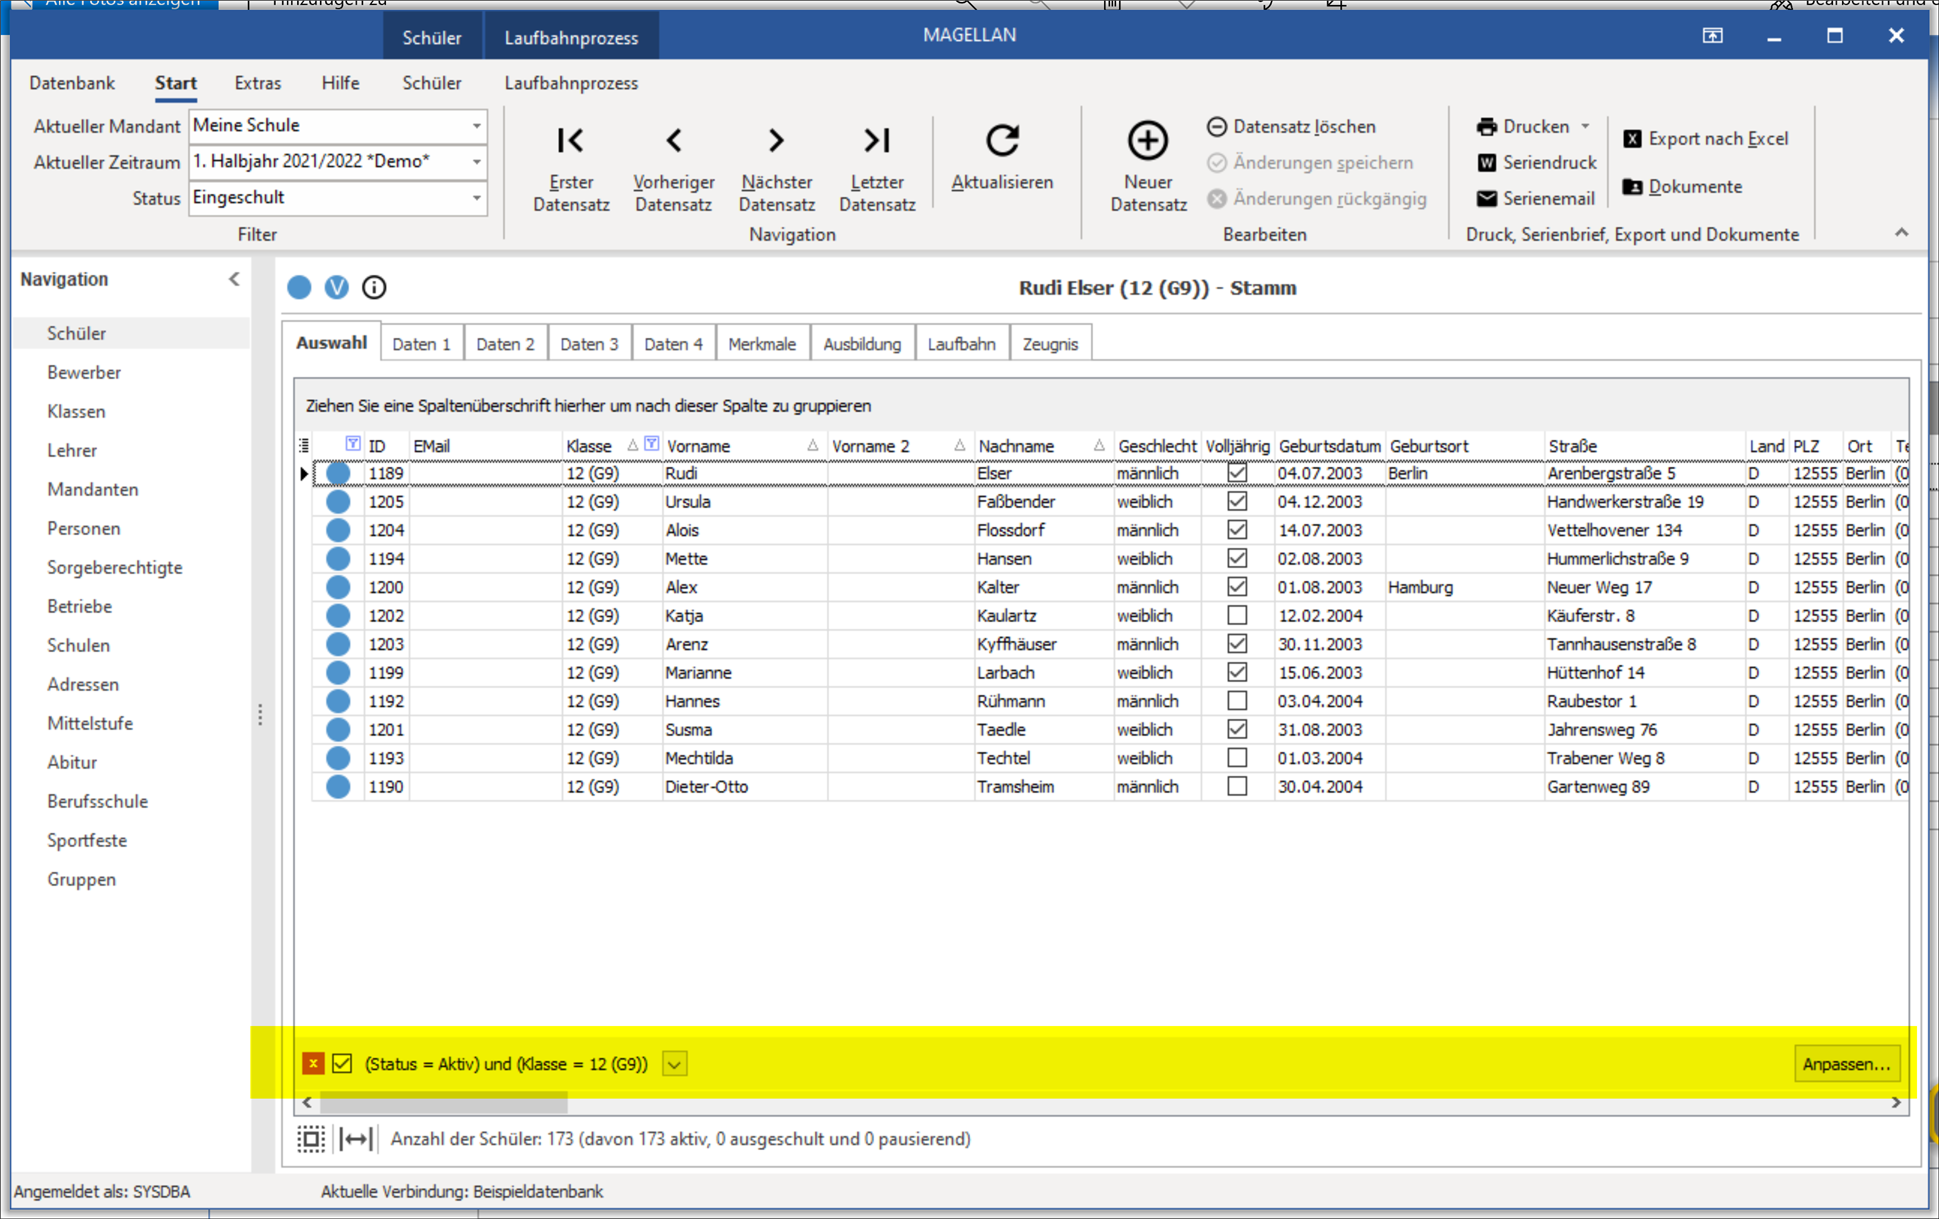 Alle Fotos anzeigen
Hinzufügen zu
Schüler Laufbahnprozess MAGELLAN
Datenbank Start Extras Hilfe Schüler Laufbahnprozess
Aktueller Mandant Meine Schule
Aktueller Zeitraum 1. Halbjahr 2021/2022 *Demo*
Status Eingeschult
Filter
Erster Datensatz
Vorheriger Datensatz
Nächster Datensatz
Letzter Datensatz
Aktualisieren
Navigation
Neuer Datensatz
Datensatz löschen
Änderungen speichern
Änderungen rückgängig
Bearbeiten
Drucken
Seriendruck
Serienemail
Export nach Excel
Dokumente
Druck, Serienbrief, Export und Dokumente
Navigation
Schüler
Bewerber
Klassen
Lehrer
Mandanten
Personen
Sorgeberechtigte
Betriebe
Schulen
Adressen
Mittelstufe
Abitur
Berufsschule
Sportfeste
Gruppen
V
Rudi Elser (12 (G9)) - Stamm
Auswahl Daten 1 Daten 2 Daten 3 Daten 4 Merkmale Ausbildung Laufbahn Zeugnis
Ziehen Sie eine Spaltenüberschrift hierher um nach dieser Spalte zu gruppieren
ID EMail Klasse Vorname Vorname 2 Nachname Geschlecht Volljährig Geburtsdatum Geburtsort Straße Land PLZ Ort
1189 12 (G9) Rudi Elser männlich 04.07.2003 Berlin Arenbergstraße 5 D 12555 Berlin (0
1205 12 (G9) Ursula Faßbender weiblich 04.12.2003 Handwerkerstraße 19 D 12555 Berlin (0
1204 12 (G9) Alois Flossdorf männlich 14.07.2003 Vettelhovener 134 D 12555 Berlin (0
1194 12 (G9) Mette Hansen weiblich 02.08.2003 Hummerlichstraße 9 D 12555 Berlin (0
1200 12 (G9) Alex Kalter männlich 01.08.2003 Hamburg Neuer Weg 17 D 12555 Berlin (0
1202 12 (G9) Katja Kaulartz weiblich 12.02.2004 Käuferstr. 8 D 12555 Berlin (0
1203 12 (G9) Arenz Kyffhäuser männlich 30.11.2003 Tannhausenstraße 8 D 12555 Berlin (0
1199 12 (G9) Marianne Larbach weiblich 15.06.2003 Hüttenhof 14 D 12555 Berlin (0
1192 12 (G9) Hannes Rühmann männlich 03.04.2004 Raubestor 1 D 12555 Berlin (0
1201 12 (G9) Susma Taedle weiblich 31.08.2003 Jahrensweg 76 D 12555 Berlin (0
1193 12 (G9) Mechtilda Techtel weiblich 01.03.2004 Trabener Weg 8 D 12555 Berlin (0
1190 12 (G9) Dieter-Otto Tramsheim männlich 30.04.2004 Gartenweg 89 D 12555 Berlin (0
(Status = Aktiv) und (Klasse = 12 (G9)) Anpassen...
Anzahl der Schüler: 173 (davon 173 aktiv, 0 ausgeschult und 0 pausierend)
Angemeldet als: SYSDBA Aktuelle Verbindung: Beispieldatenbank